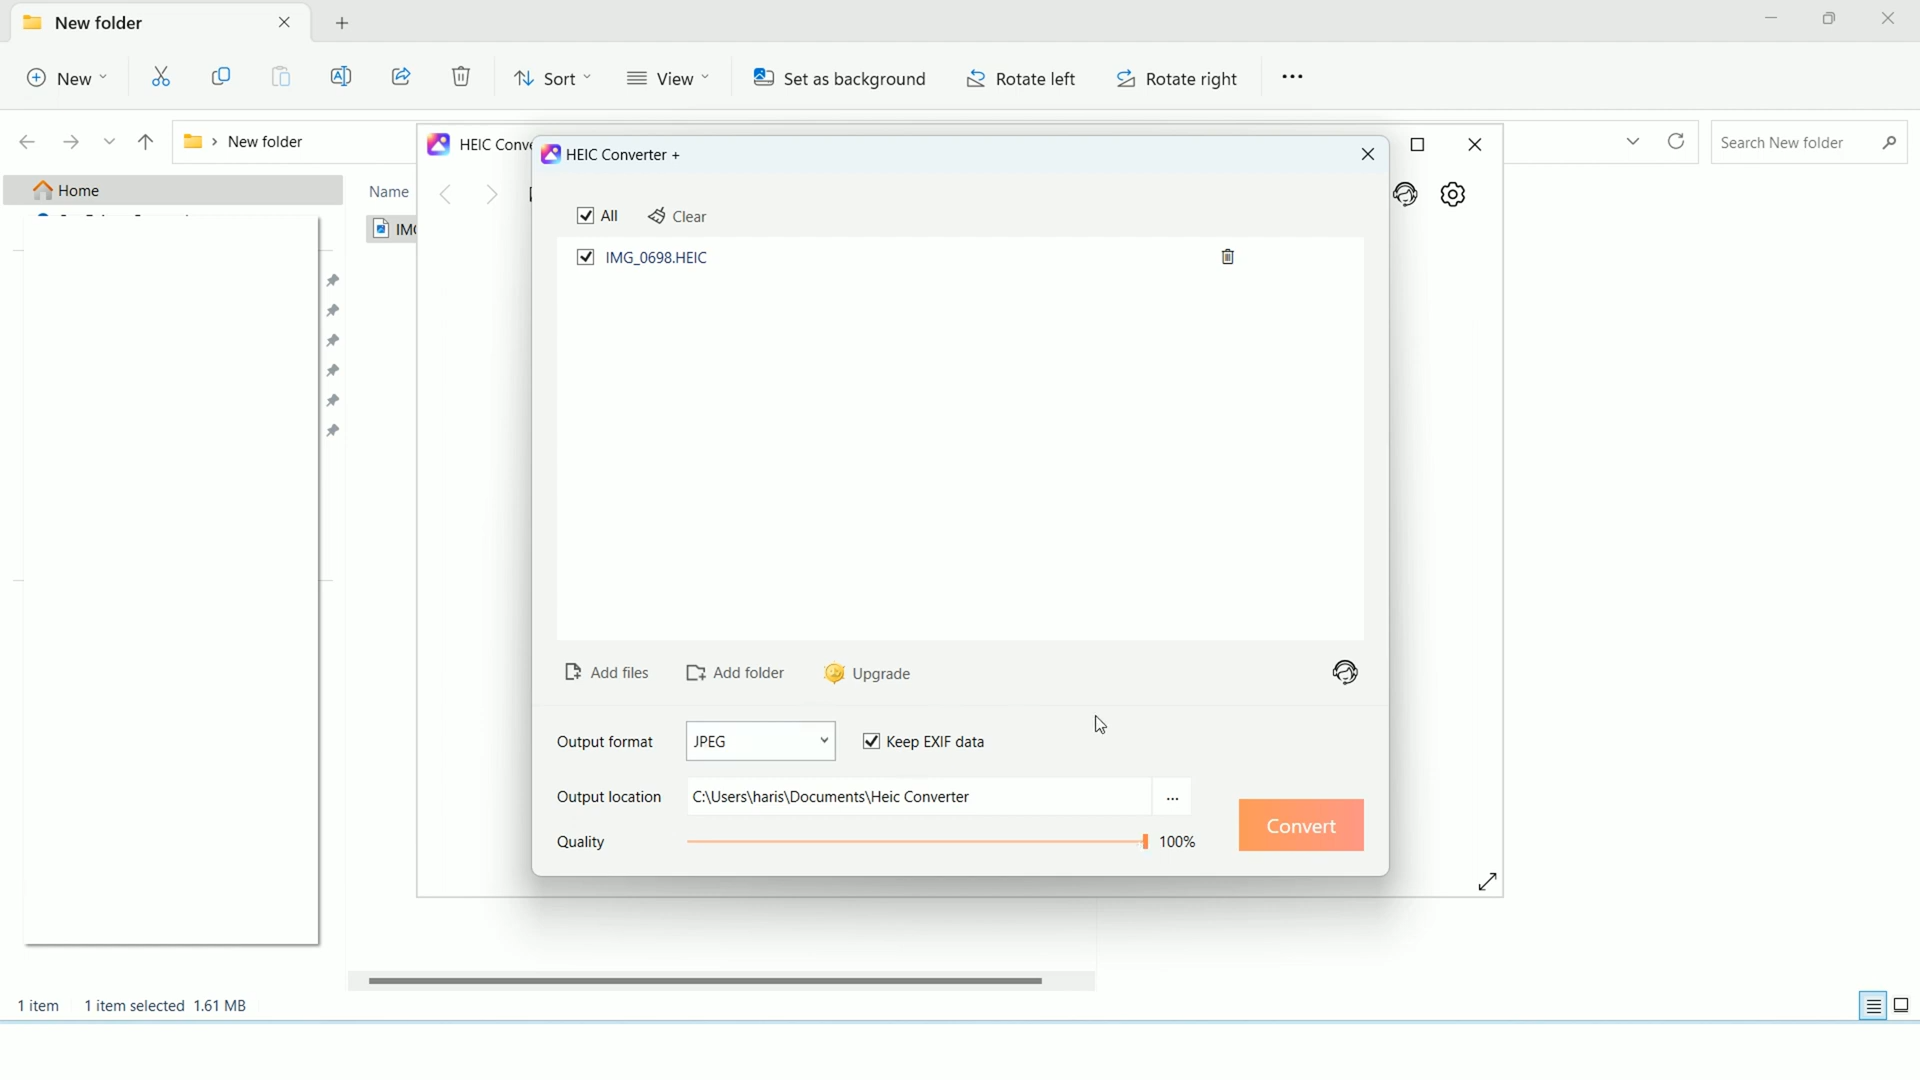 New folder
New
Sort
View
Set as background
Rotate left
Rotate right
New folder
Search New folder
Home
Name
HEIC Conve
HEIC Converter +
All
Clear
IMG_0698.HEIC
Add files
Add folder
Upgrade
Output format
JPEG
Keep EXIF data
Output location
C:\Users\haris\Documents\Heic Converter
...
Quality
100%
Convert
1 item
1 item selected 1.61 MB